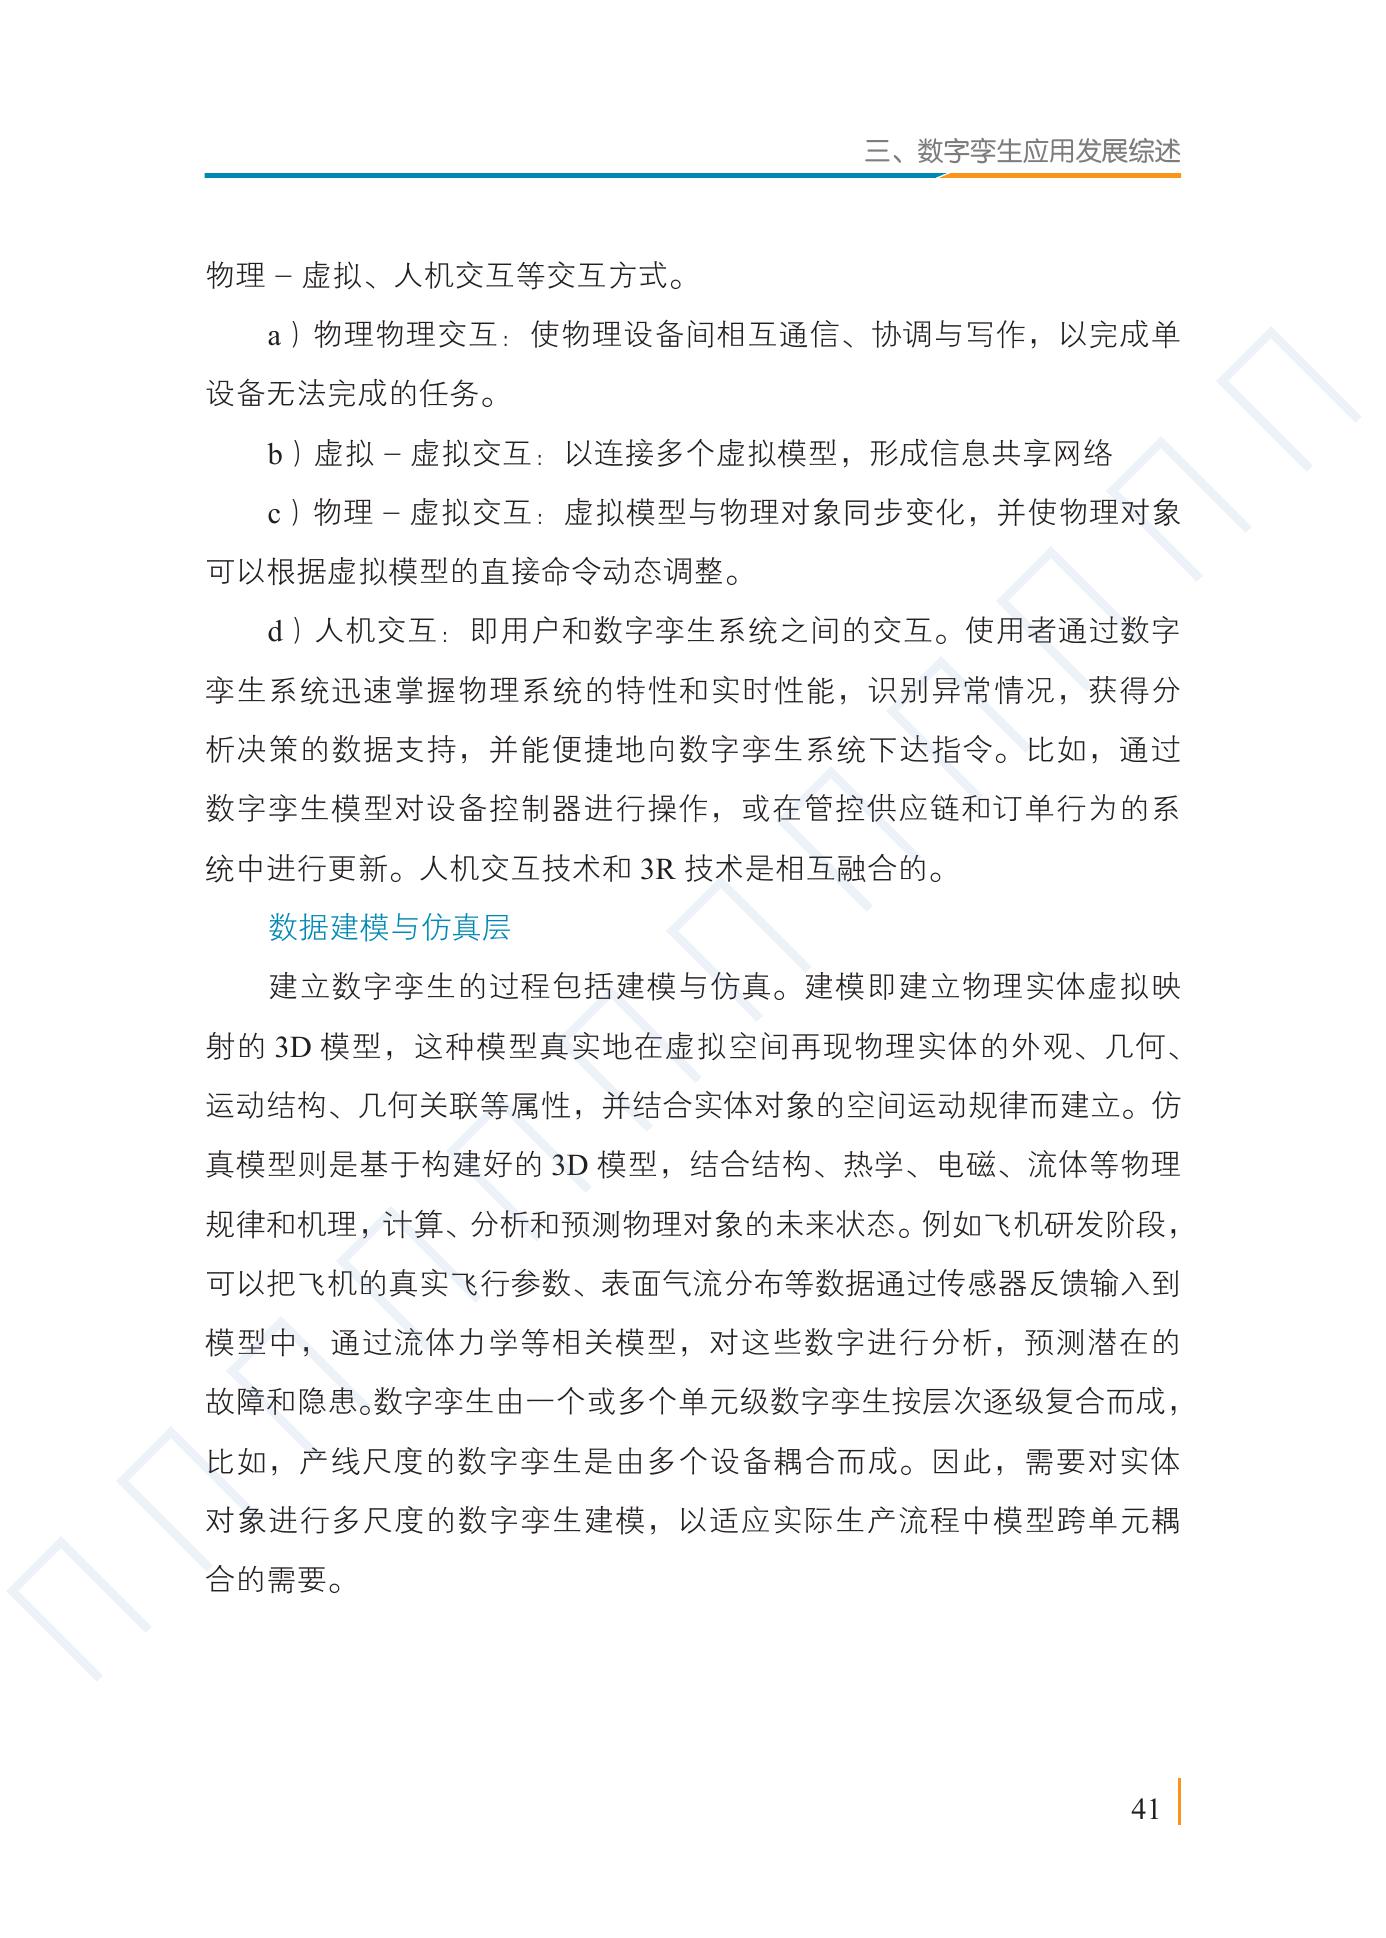 三、数字孪生应用发展综述
物理 – 虚拟、人机交互等交互方式。
a）物理物理交互：使物理设备间相互通信、协调与写作，以完成单
设备无法完成的任务。
b）虚拟 – 虚拟交互：以连接多个虚拟模型，形成信息共享网络
c）物理 – 虚拟交互：虚拟模型与物理对象同步变化，并使物理对象
可以根据虚拟模型的直接命令动态调整。
d）人机交互：即用户和数字孪生系统之间的交互。使用者通过数字
孪生系统迅速掌握物理系统的特性和实时性能，识别异常情况，获得分
析决策的数据支持，并能便捷地向数字孪生系统下达指令。比如，通过
数字孪生模型对设备控制器进行操作，或在管控供应链和订单行为的系
统中进行更新。人机交互技术和 3R 技术是相互融合的。
数据建模与仿真层
建立数字孪生的过程包括建模与仿真。建模即建立物理实体虚拟映
射的 3D 模型，这种模型真实地在虚拟空间再现物理实体的外观、几何、
运动结构、几何关联等属性，并结合实体对象的空间运动规律而建立。仿
真模型则是基于构建好的 3D 模型，结合结构、热学、电磁、流体等物理
规律和机理，计算、分析和预测物理对象的未来状态。例如飞机研发阶段，
可以把飞机的真实飞行参数、表面气流分布等数据通过传感器反馈输入到
模型中，通过流体力学等相关模型，对这些数字进行分析，预测潜在的
故障和隐患。数字孪生由一个或多个单元级数字孪生按层次逐级复合而成，
比如，产线尺度的数字孪生是由多个设备耦合而成。因此，需要对实体
对象进行多尺度的数字孪生建模，以适应实际生产流程中模型跨单元耦
合的需要。
41